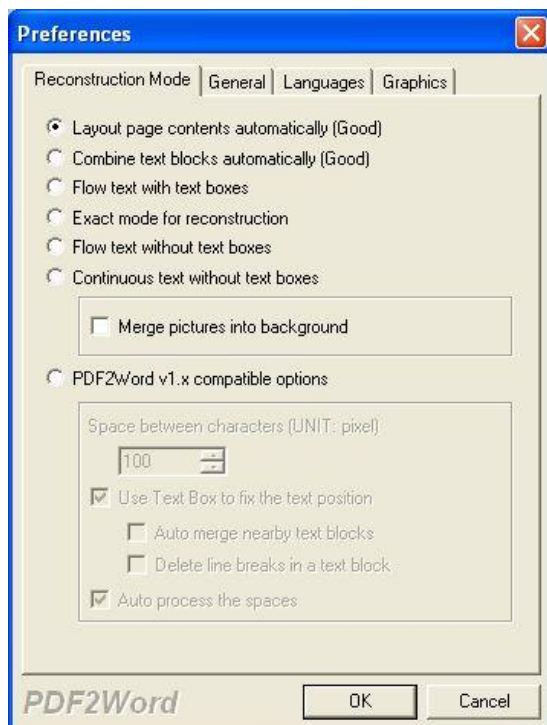 Preferences
Reconstruction Mode General Languages Graphics
Layout page contents automatically (Good)
Combine text blocks automatically (Good)
Flow text with text boxes
Exact mode for reconstruction
Flow text without text boxes
Continuous text without text boxes
Merge pictures into background
PDF2Word v1.x compatible options
Space between characters (UNIT: pixel)
100
Use Text Box to fix the text position
Auto merge nearby text blocks
Delete line breaks in a text block
Auto process the spaces
PDF2Word OK Cancel